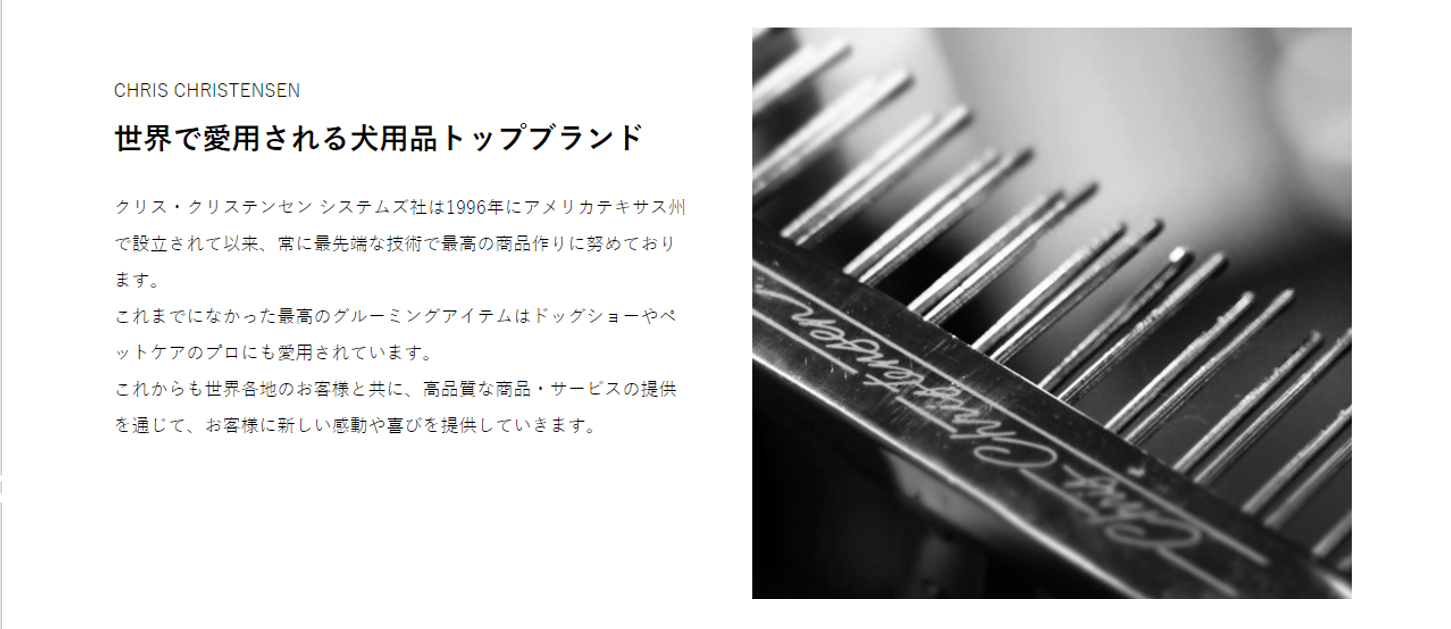 CHRIS CHRISTENSEN
世界で愛用される犬用品トップブランド
クリス・クリステンセン システムズ社は1996年にアメリカテキサス州
で設立されて以来、常に最先端な技術で最高の商品作りに努めており
ます。
これまでになかった最高のグルーミングアイテムはドッグショーやペ
ットケアのプロにも愛用されています。
これからも世界各地のお客様と共に、高品質な商品・サービスの提供
を通じて、お客様に新しい感動や喜びを提供していきます。
Chris Christensen